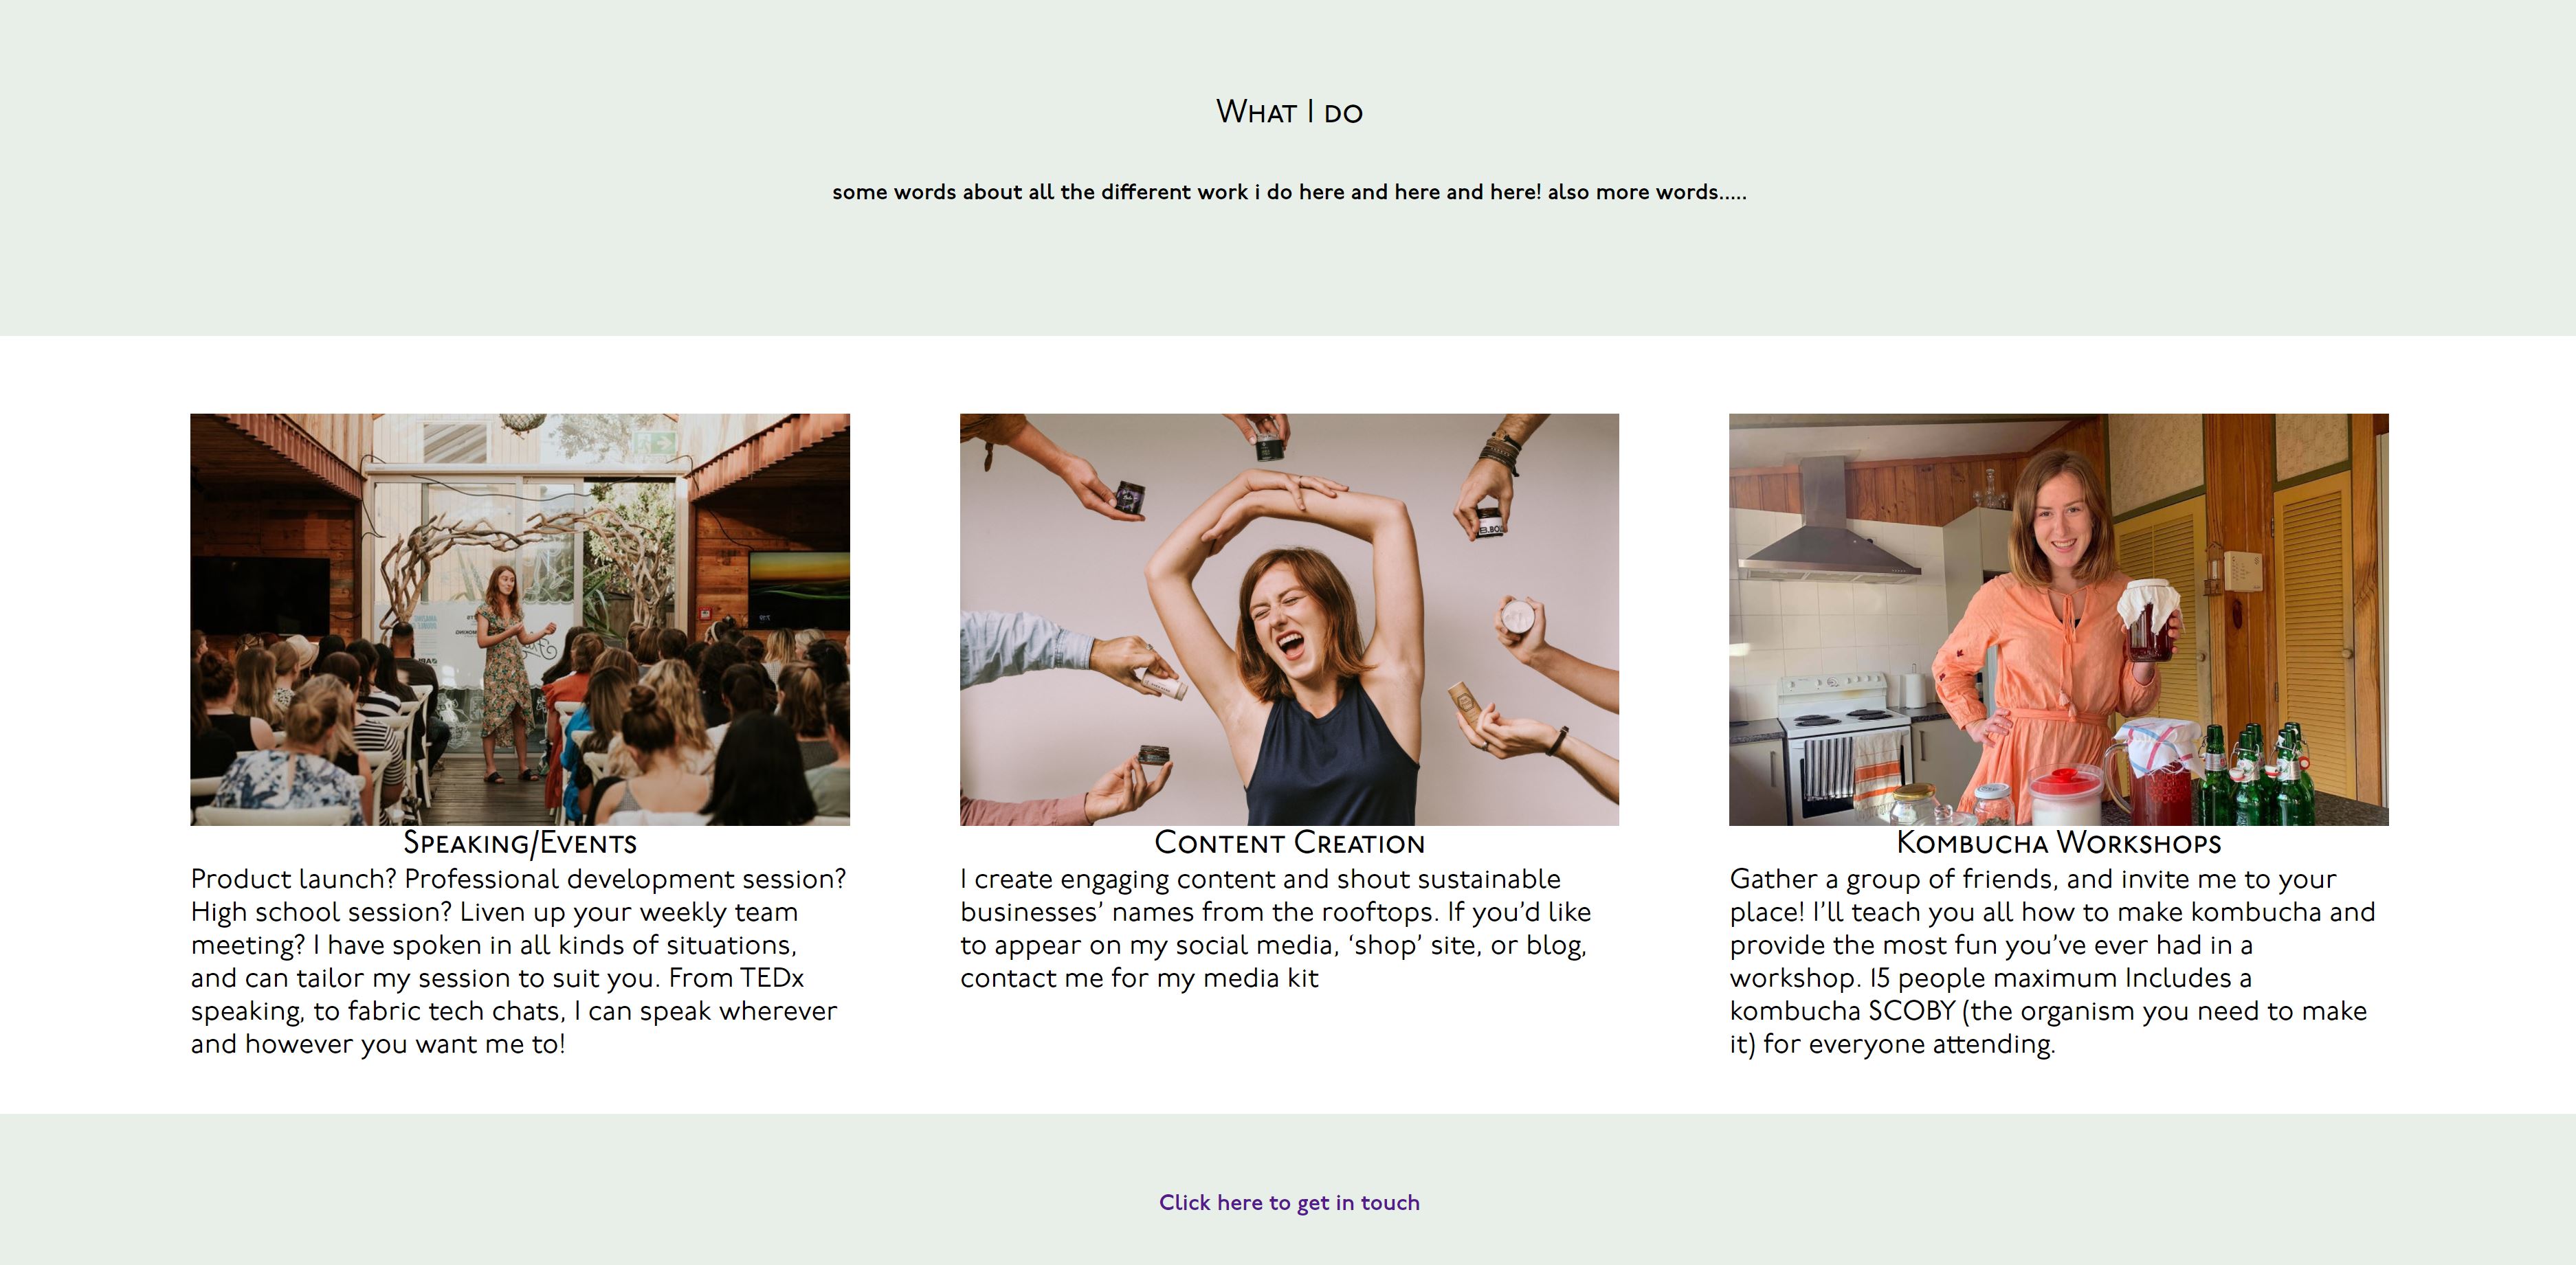 What I do
some words about all the different work i do here and here and here! also more words.....
Speaking/Events
Product launch? Professional development session?
High school session? Liven up your weekly team
meeting? I have spoken in all kinds of situations,
and can tailor my session to suit you. From TEDx
speaking, to fabric tech chats, I can speak wherever
and however you want me to!
Content Creation
I create engaging content and shout sustainable
businesses’ names from the rooftops. If you’d like
to appear on my social media, ‘shop’ site, or blog,
contact me for my media kit
Kombucha Workshops
Gather a group of friends, and invite me to your
place! I’ll teach you all how to make kombucha and
provide the most fun you’ve ever had in a
workshop. 15 people maximum Includes a
kombucha SCOBY (the organism you need to make
it) for everyone attending.
Click here to get in touch